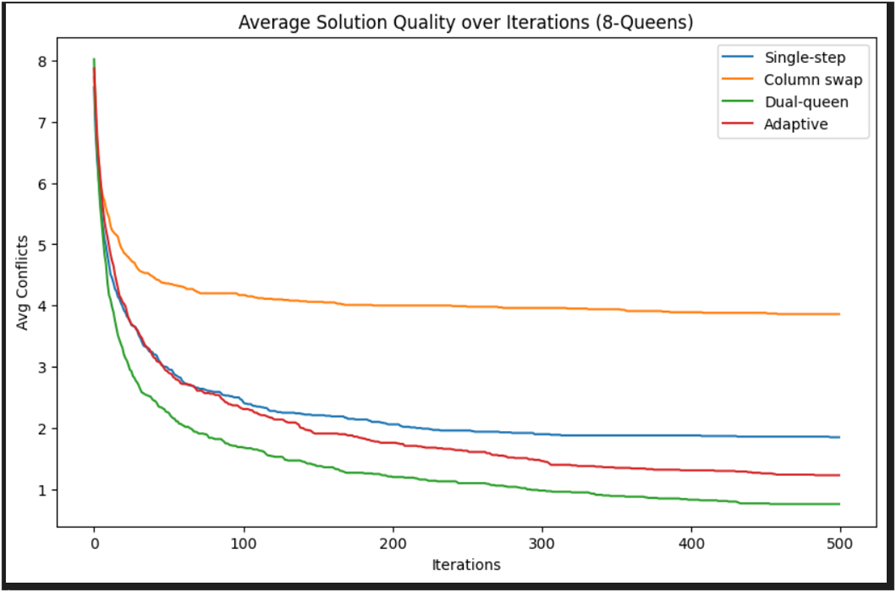 Average Solution Quality over Iterations (8-Queens)
Single-step
Column swap
Dual-queen
Adaptive
Avg Conflicts
8
7
6
5
4
3
2
1
0 100 200 300 400 500
Iterations